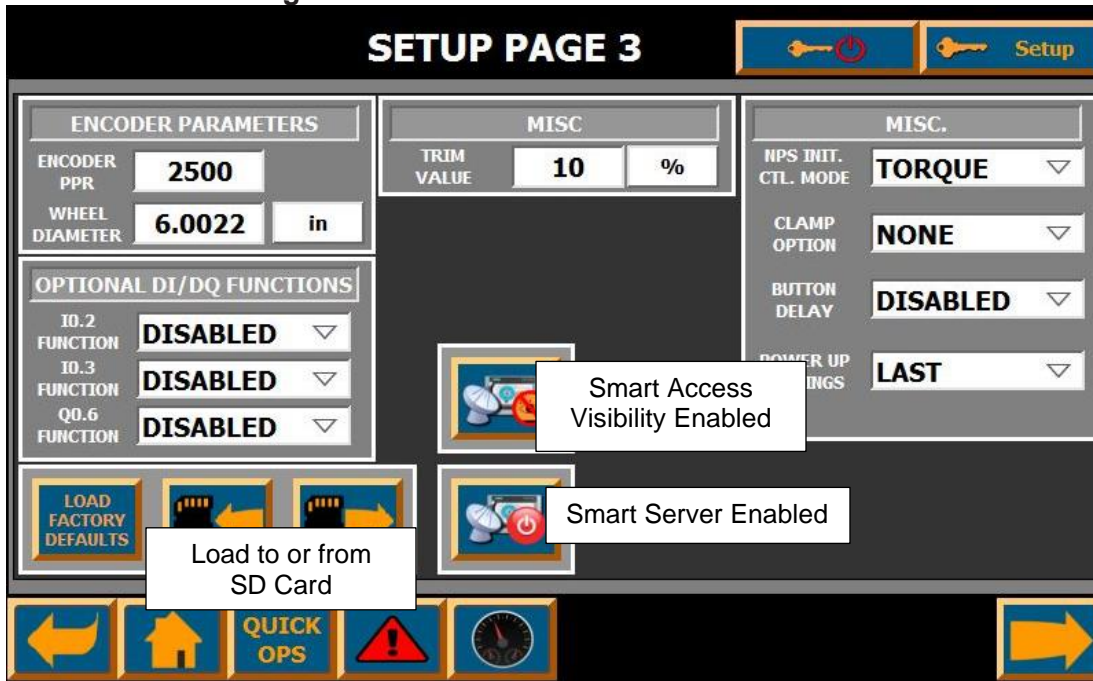 SETUP PAGE 3
Setup
ENCODER PARAMETERS
ENCODER
PPR
2500
WHEEL
DIAMETER
6.0022
in
MISC
TRIM
VALUE
10
%
MISC.
NPS INIT.
CTL. MODE
TORQUE
CLAMP
OPTION
NONE
BUTTON
DELAY
DISABLED
POWER UP
INGS
LAST
OPTIONAL DI/DQ FUNCTIONS
I0.2
FUNCTION
DISABLED
I0.3
FUNCTION
DISABLED
Q0.6
FUNCTION
DISABLED
Smart Access
Visibility Enabled
Smart Server Enabled
LOAD
FACTORY
DEFAULTS
Load to or from
SD Card
QUICK
OPS